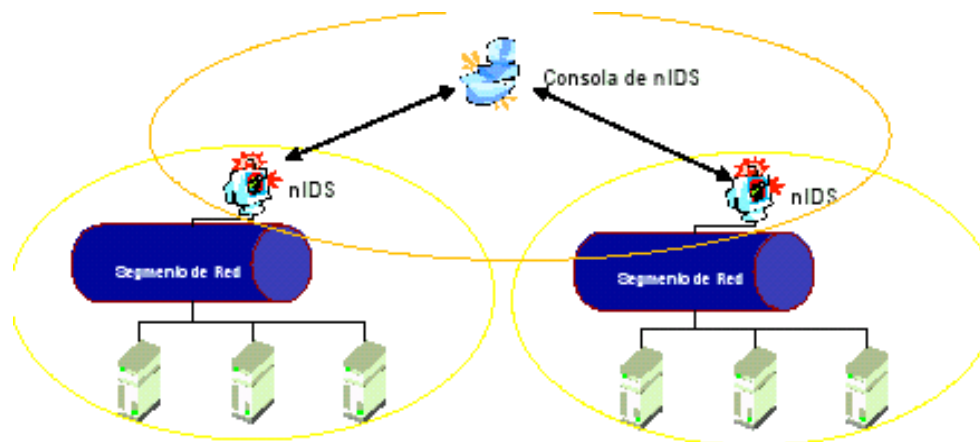 Consola de nIDS
nIDS
nIDS
Segmento de Red
Segmento de Red